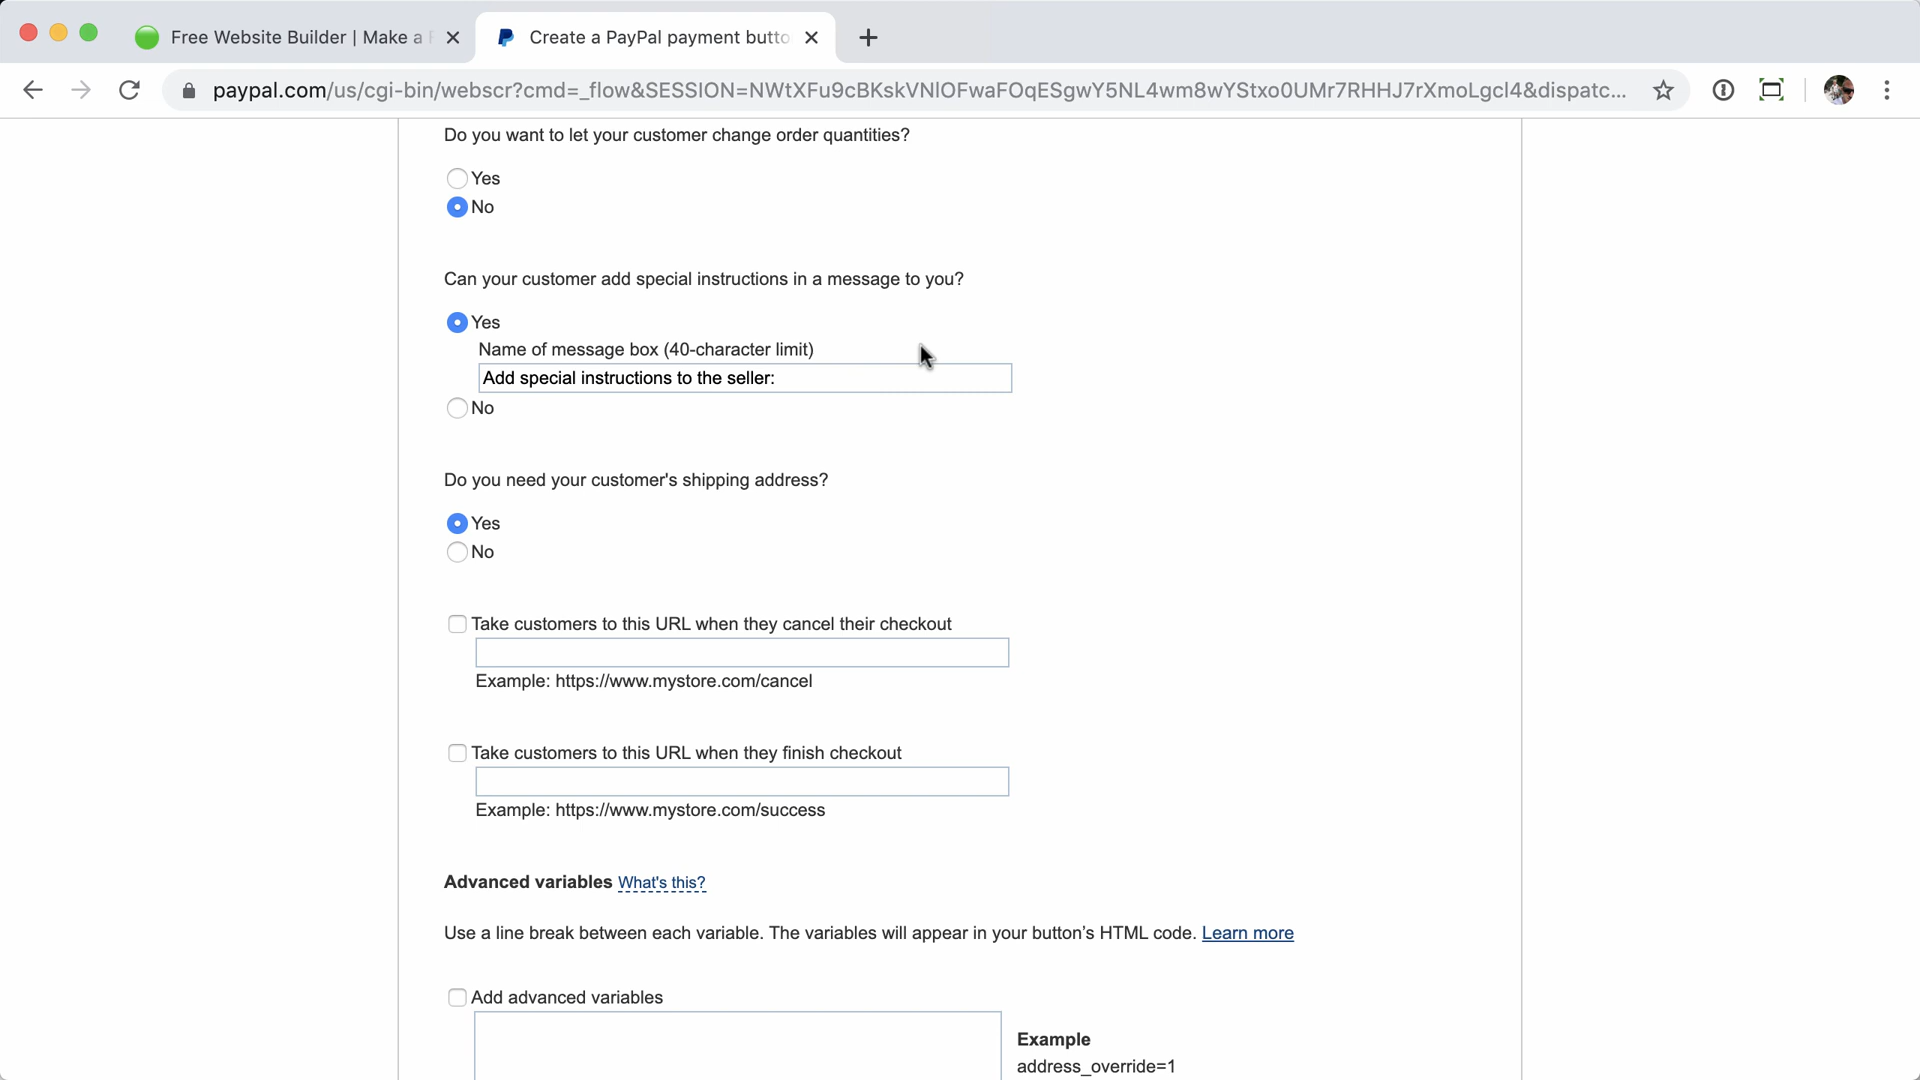 Free Website Builder | Make a F
Create a PayPal payment butto
paypal.com/us/cgi-bin/webscr?cmd=_flow&SESSION=NWtXFu9cBKskVNlOFwaFOqESgwY5NL4wm8wYStxo0UMr7RHHJ7rXmoLgcl4&dispatc...
Do you want to let your customer change order quantities?
Yes
No
Can your customer add special instructions in a message to you?
Yes
Name of message box (40-character limit)
Add special instructions to the seller:
No
Do you need your customer's shipping address?
Yes
No
Take customers to this URL when they cancel their checkout
Example: https://www.mystore.com/cancel
Take customers to this URL when they finish checkout
Example: https://www.mystore.com/success
Advanced variables What's this?
Use a line break between each variable. The variables will appear in your button’s HTML code. Learn more
Add advanced variables
Example
address_override=1